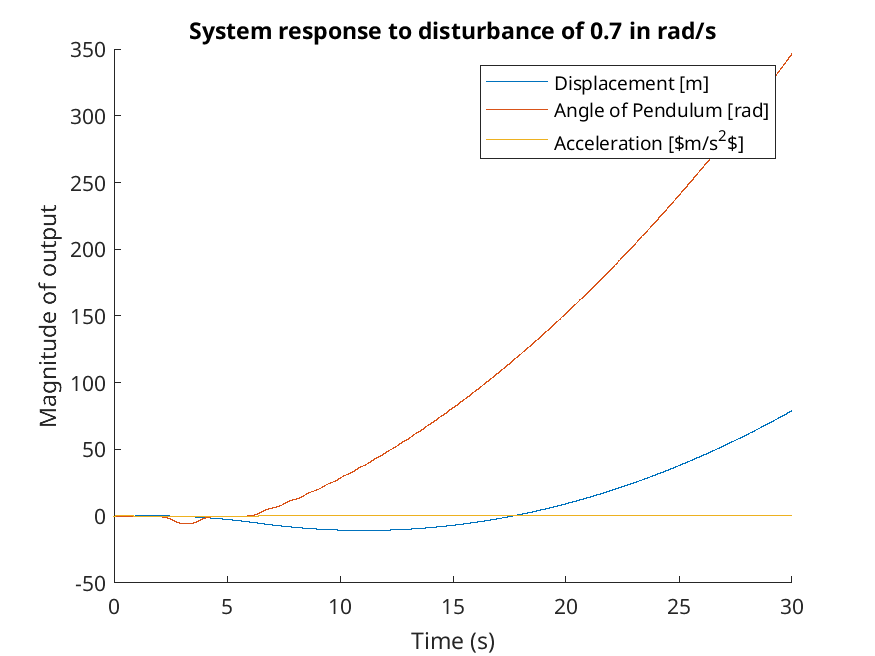 System response to disturbance of 0.7 in rad/s
350
300
250
200
150
100
50
0
-50
Magnitude of output
Displacement [m]
Angle of Pendulum [rad]
Acceleration [$m/s²$]
0 5 10 15 20 25 30
Time (s)